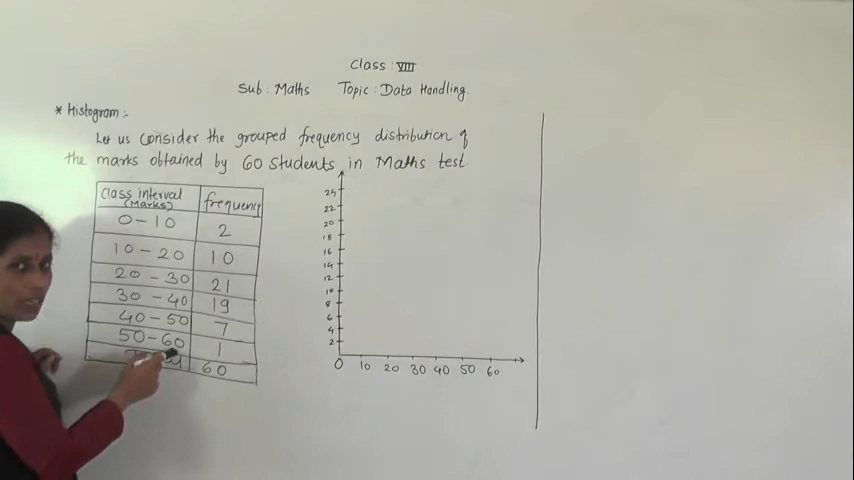 Class : VIII
Sub : Maths Topic : Data Handling
* Histogram :-
Let us consider the grouped frequency distribution of
the marks obtained by 60 students in Maths test.
Class interval (Marks) frequency
0 - 10 2
10 - 20 10
20 - 30 21
30 - 40 19
40 - 50 7
50 - 60 1
60
24
22
20
18
16
14
12
10
8
6
4
2
0 10 20 30 40 50 60